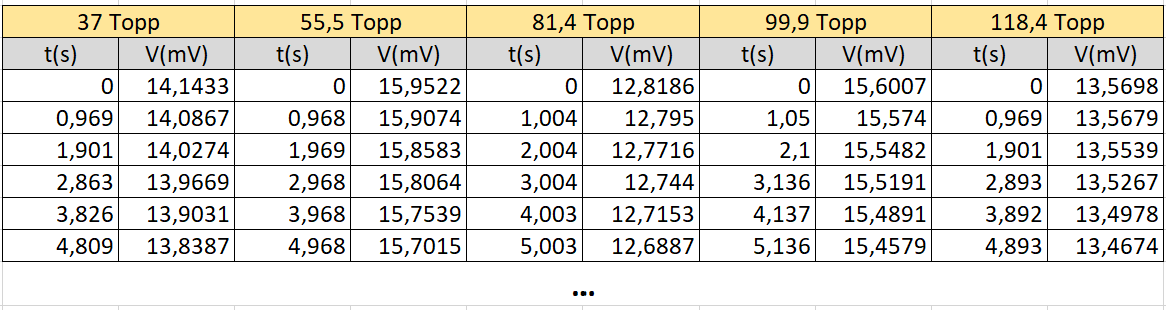 37 Торр 55,5 Торр 81,4 Торр 99,9 Торр 118,4 Торр
t(s) V(mV) t(s) V(mV) t(s) V(mV) t(s) V(mV) t(s) V(mV)
0 14,1433 0 15,9522 0 12,8186 0 15,6007 0 13,5698
0,969 14,0867 0,968 15,9074 1,004 12,795 1,05 15,574 0,969 13,5679
1,901 14,0274 1,969 15,8583 2,004 12,7716 2,1 15,5482 1,901 13,5539
2,863 13,9669 2,968 15,8064 3,004 12,744 3,136 15,5191 2,893 13,5267
3,826 13,9031 3,968 15,7539 4,003 12,7153 4,137 15,4891 3,892 13,4978
4,809 13,8387 4,968 15,7015 5,003 12,6887 5,136 15,4579 4,893 13,4674
...